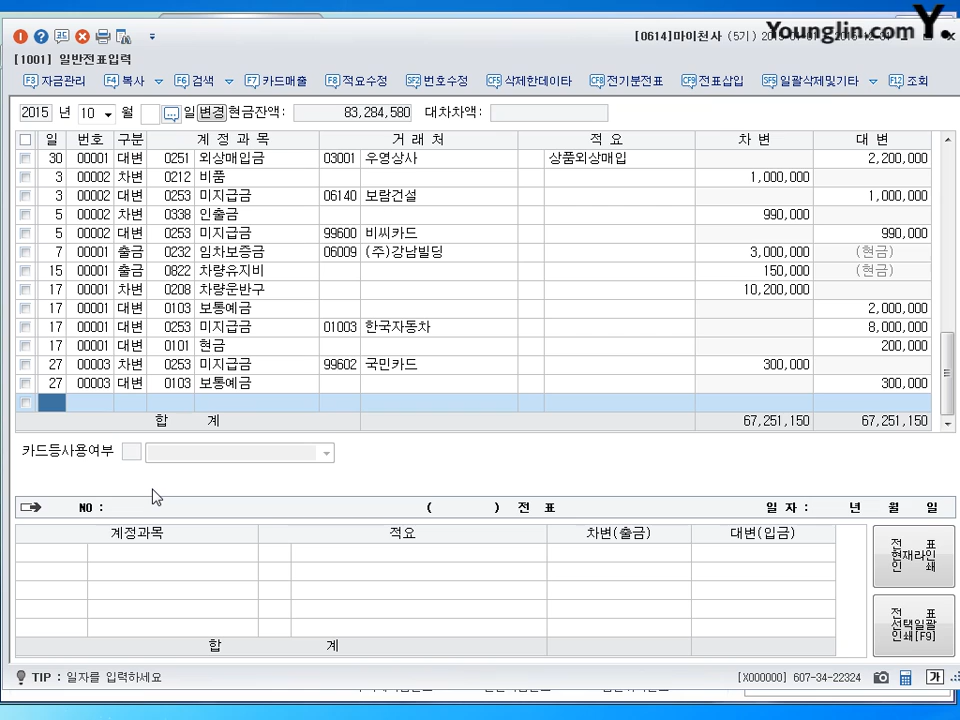 Younglin.com Y.
[0614]마이천사 (5기)
[1001] 일반전표입력
F3 자금관리 F4 복사 F6 검색 F7 카드매출 F8 적요수정 SF2 번호수정 CF5 삭제한데이타 CF8 전기분전표 CF9 전표삽입 SF5 일괄삭제및기타 F12 조회
2015 년 10 월 ... 일 변경 현금잔액: 83,284,580 대차차액:
일 번호 구분 계 정 과 목 거 래 처 적 요 차 변 대 변
30 00001 대변 0251 외상매입금 03001 우영상사 상품외상매입 2,200,000
3 00002 차변 0212 비품 1,000,000
3 00002 대변 0253 미지급금 06140 보람건설 1,000,000
5 00002 차변 0338 인출금 990,000
5 00002 대변 0253 미지급금 99600 비씨카드 990,000
7 00001 출금 0232 임차보증금 06009 (주)강남빌딩 3,000,000 (현금)
15 00001 출금 0822 차량유지비 150,000 (현금)
17 00001 차변 0208 차량운반구 10,200,000
17 00001 대변 0103 보통예금 2,000,000
17 00001 대변 0253 미지급금 01003 한국자동차 8,000,000
17 00001 대변 0101 현금 200,000
27 00003 차변 0253 미지급금 99602 국민카드 300,000
27 00003 대변 0103 보통예금 300,000
합 계 67,251,150 67,251,150
카드등사용여부
NO : ( ) 전 표 일 자 : 년 월 일
계정과목 적요 차변(출금) 대변(입금)
전 표
현재라인
인 쇄
전 표
선택일괄
인쇄[F9]
합 계
TIP : 일자를 입력하세요 [X000000] 607-34-22324 가